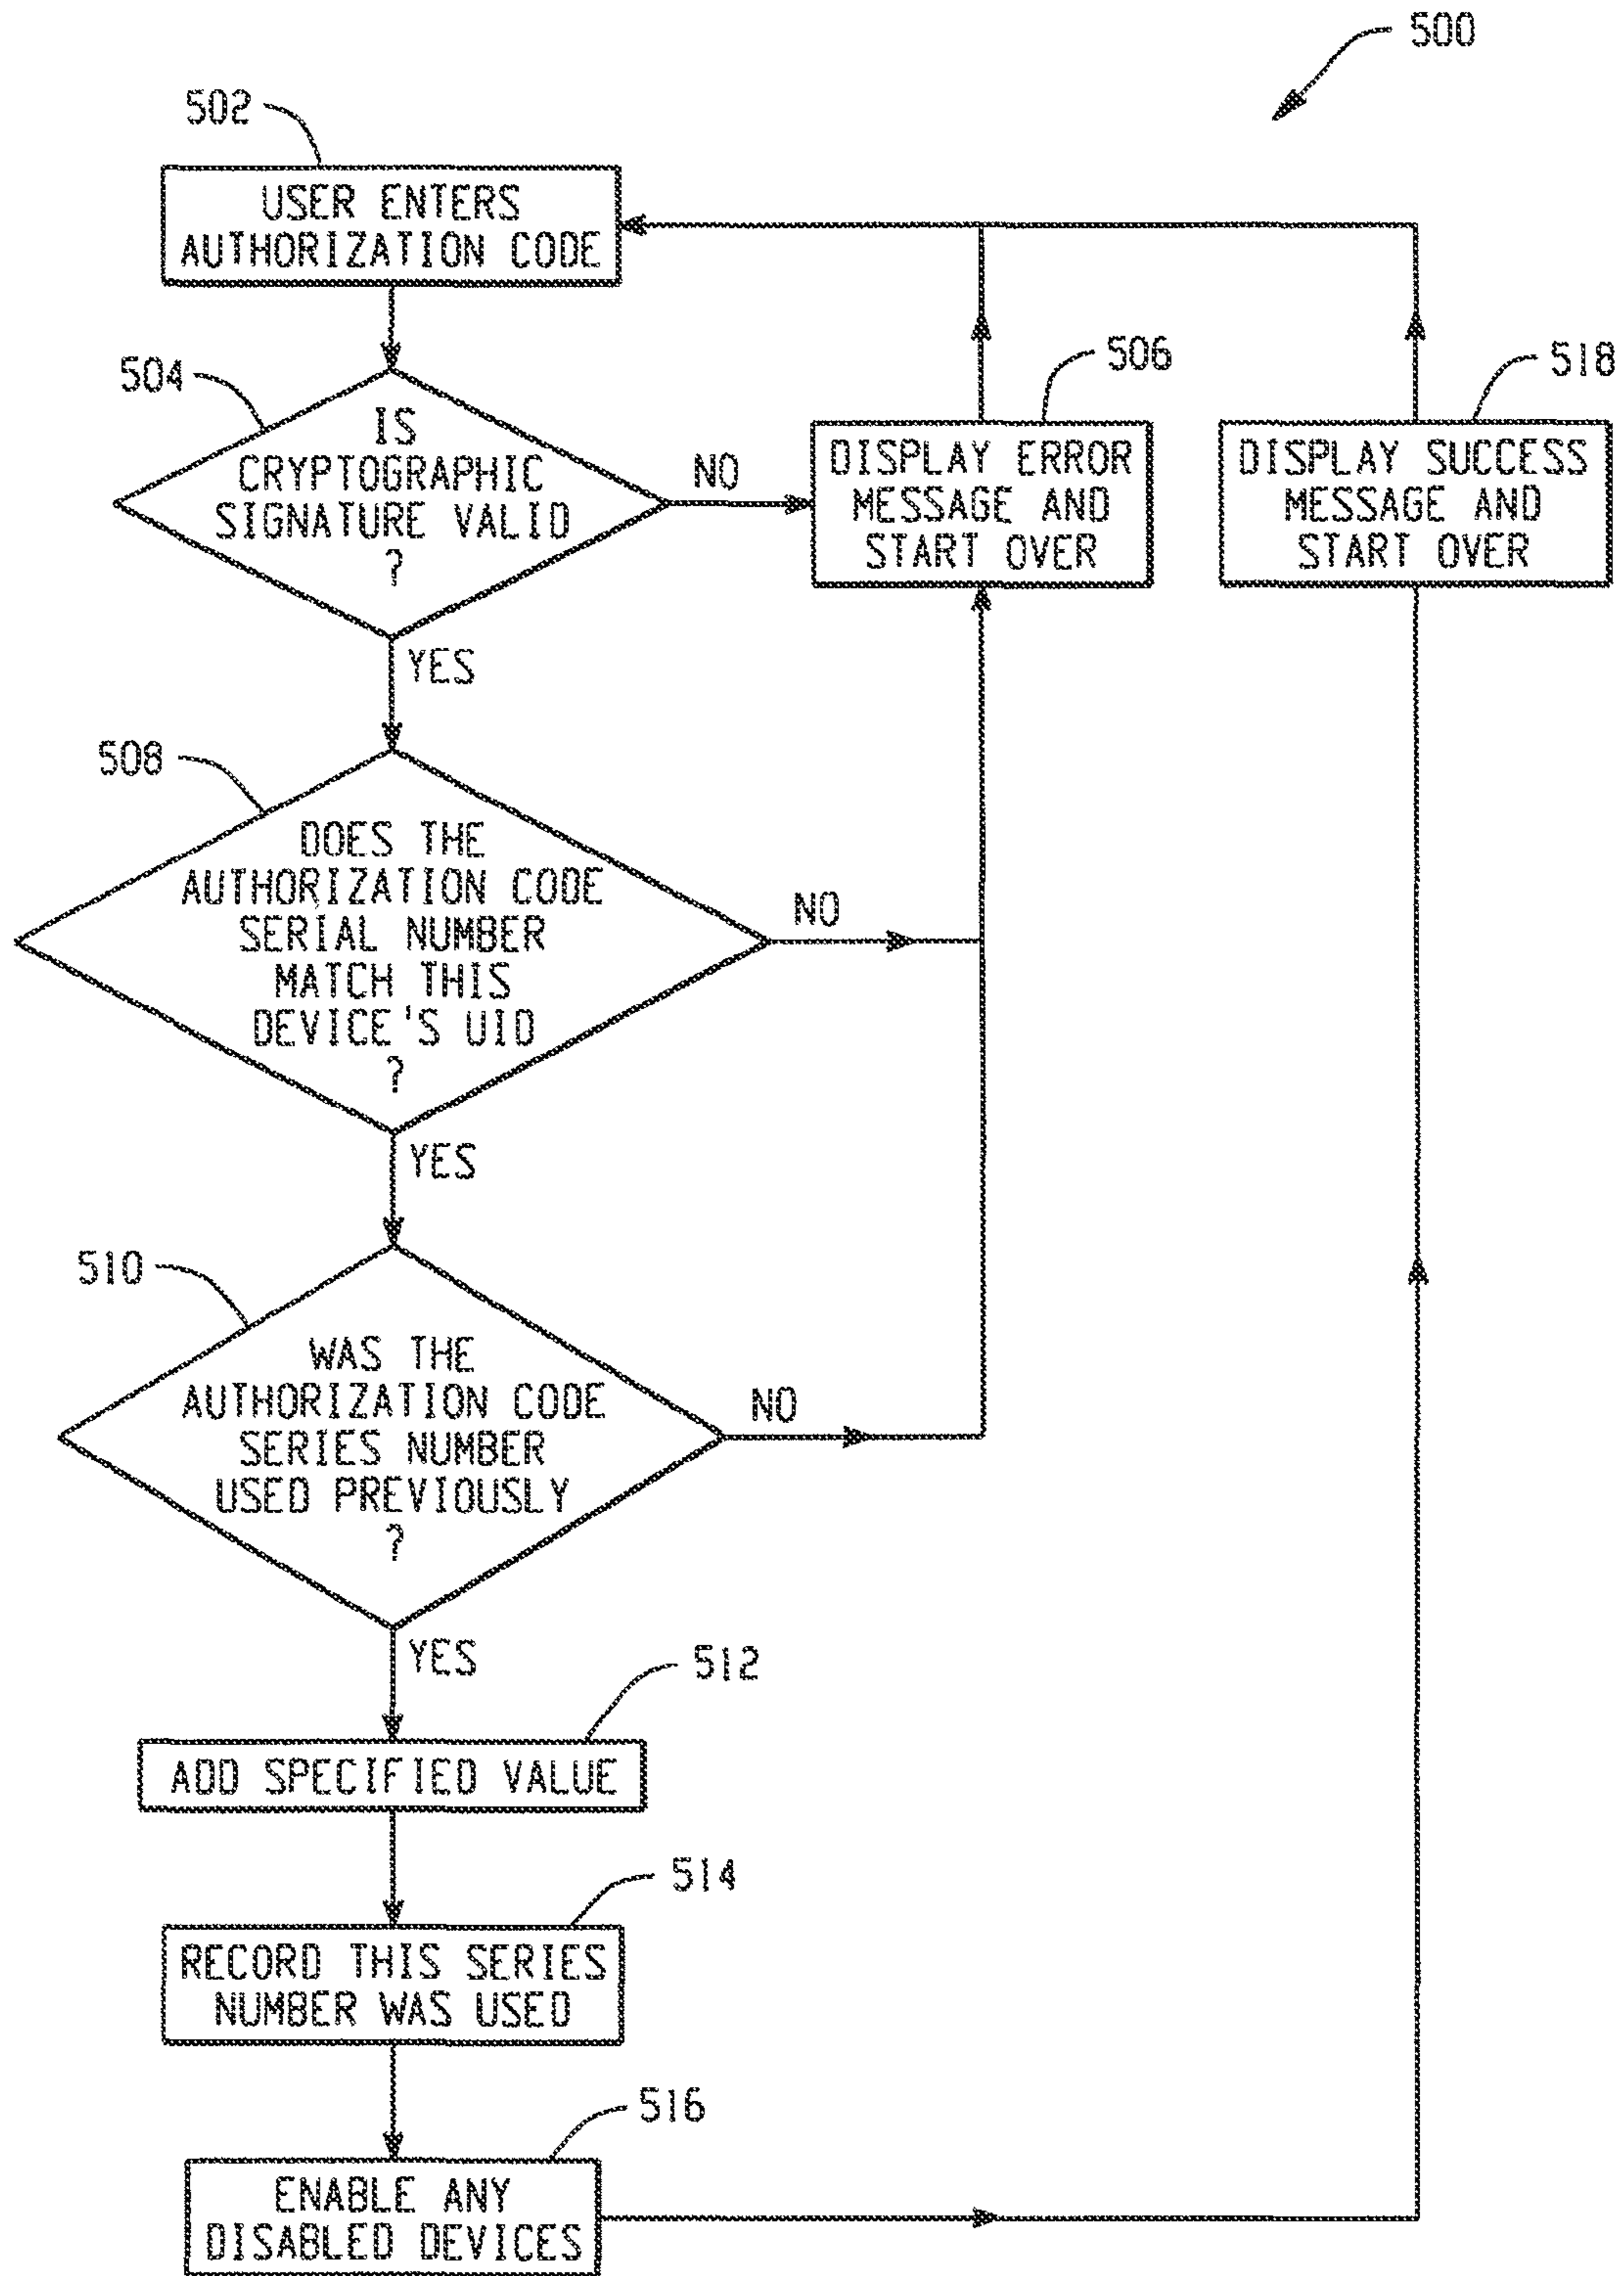 500
502
USER ENTERS
AUTHORIZATION CODE
504
IS
CRYPTOGRAPHIC
SIGNATURE VALID
?
NO
YES
506
DISPLAY ERROR
MESSAGE AND
START OVER
518
DISPLAY SUCCESS
MESSAGE AND
START OVER
508
DOES THE
AUTHORIZATION CODE
SERIAL NUMBER
MATCH THIS
DEVICE'S UID
?
NO
YES
510
WAS THE
AUTHORIZATION CODE
SERIES NUMBER
USED PREVIOUSLY
?
NO
YES
512
ADD SPECIFIED VALUE
514
RECORD THIS SERIES
NUMBER WAS USED
516
ENABLE ANY
DISABLED DEVICES